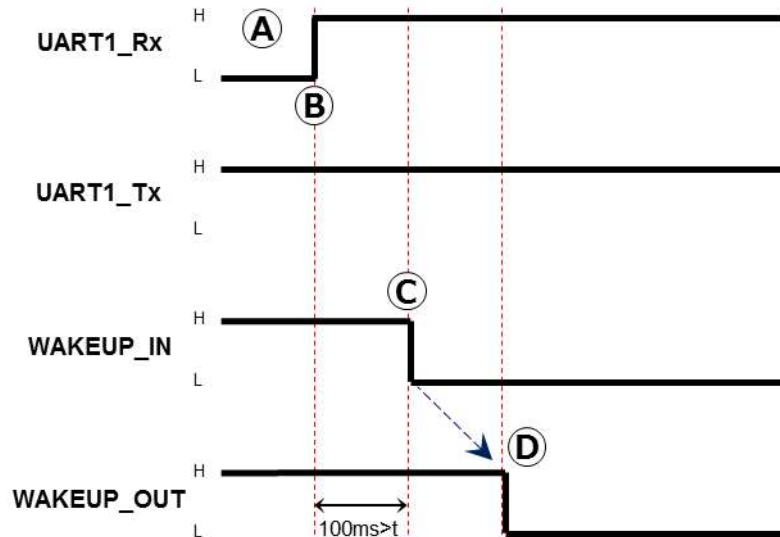 H
A
UART1_Rx
L
B
H
UART1_Tx
L
C
H
WAKEUP_IN
L
D
H
WAKEUP_OUT
100ms>t
L